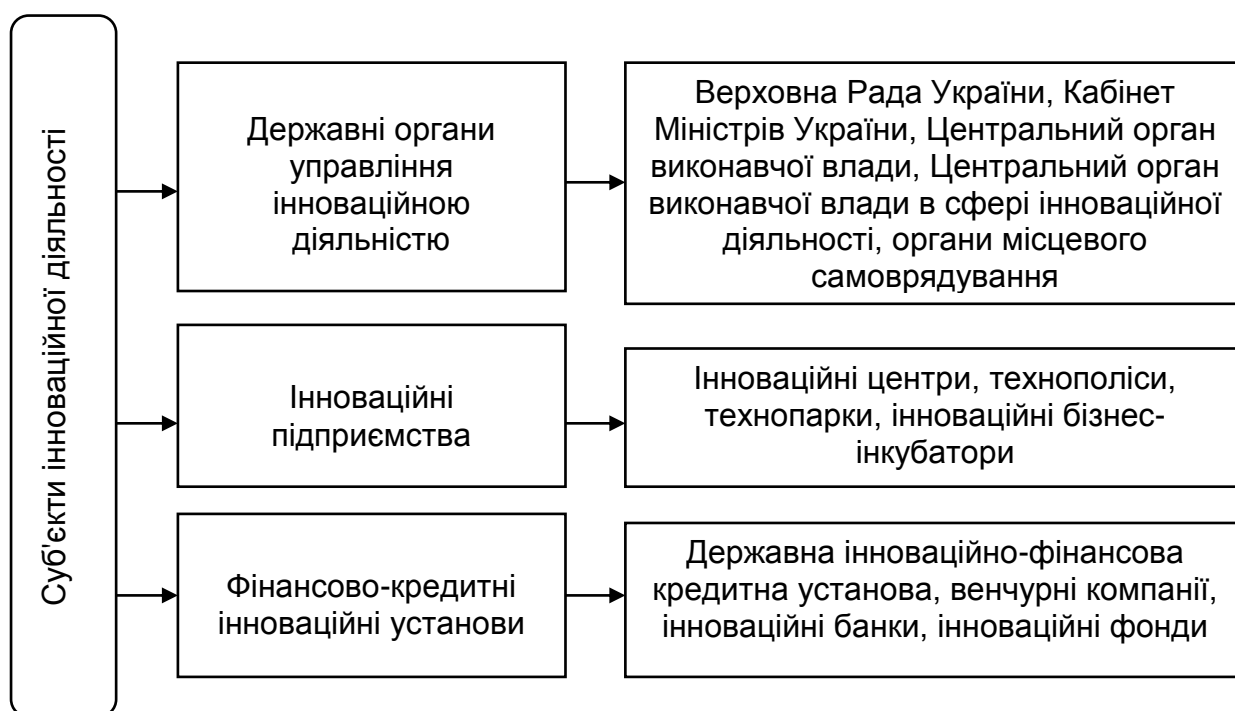 Суб'єкти інноваційної діяльності
Державні органи
управління
інноваційною
діяльністю
Верховна Рада України, Кабінет
Міністрів України, Центральний орган
виконавчої влади, Центральний орган
виконавчої влади в сфері інноваційної
діяльності, органи місцевого
самоврядування
Інноваційні
підприємства
Інноваційні центри, технополіси,
технопарки, інноваційні бізнес-
інкубатори
Фінансово-кредитні
інноваційні установи
Державна інноваційно-фінансова
кредитна установа, венчурні компанії,
інноваційні банки, інноваційні фонди